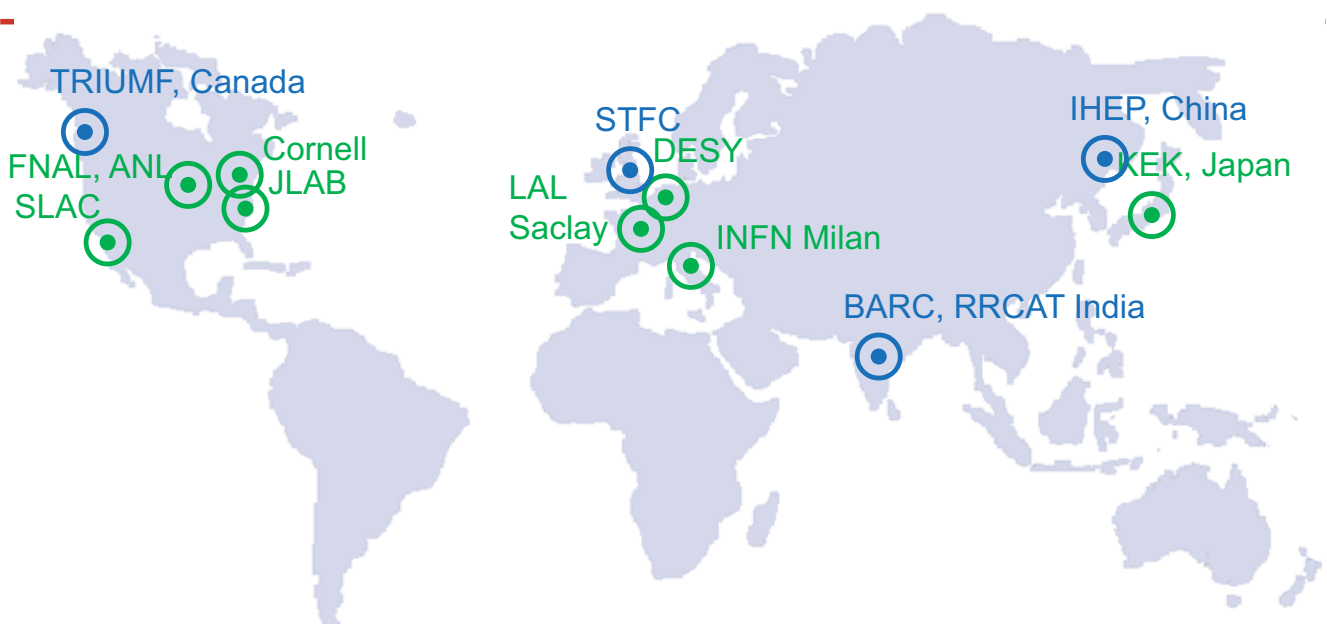 TRIUMF, Canada
FNAL, ANL
SLAC
Cornell
JLAB
STFC
DESY
LAL
Saclay
INFN Milan
IHEP, China
KEK, Japan
BARC, RRCAT India